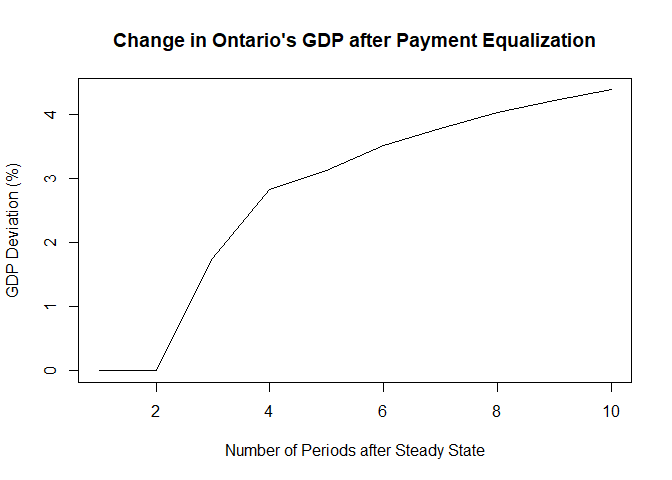 Change in Ontario's GDP after Payment Equalization
GDP Deviation (%)
4
3
2
1
0
2 4 6 8 10
Number of Periods after Steady State